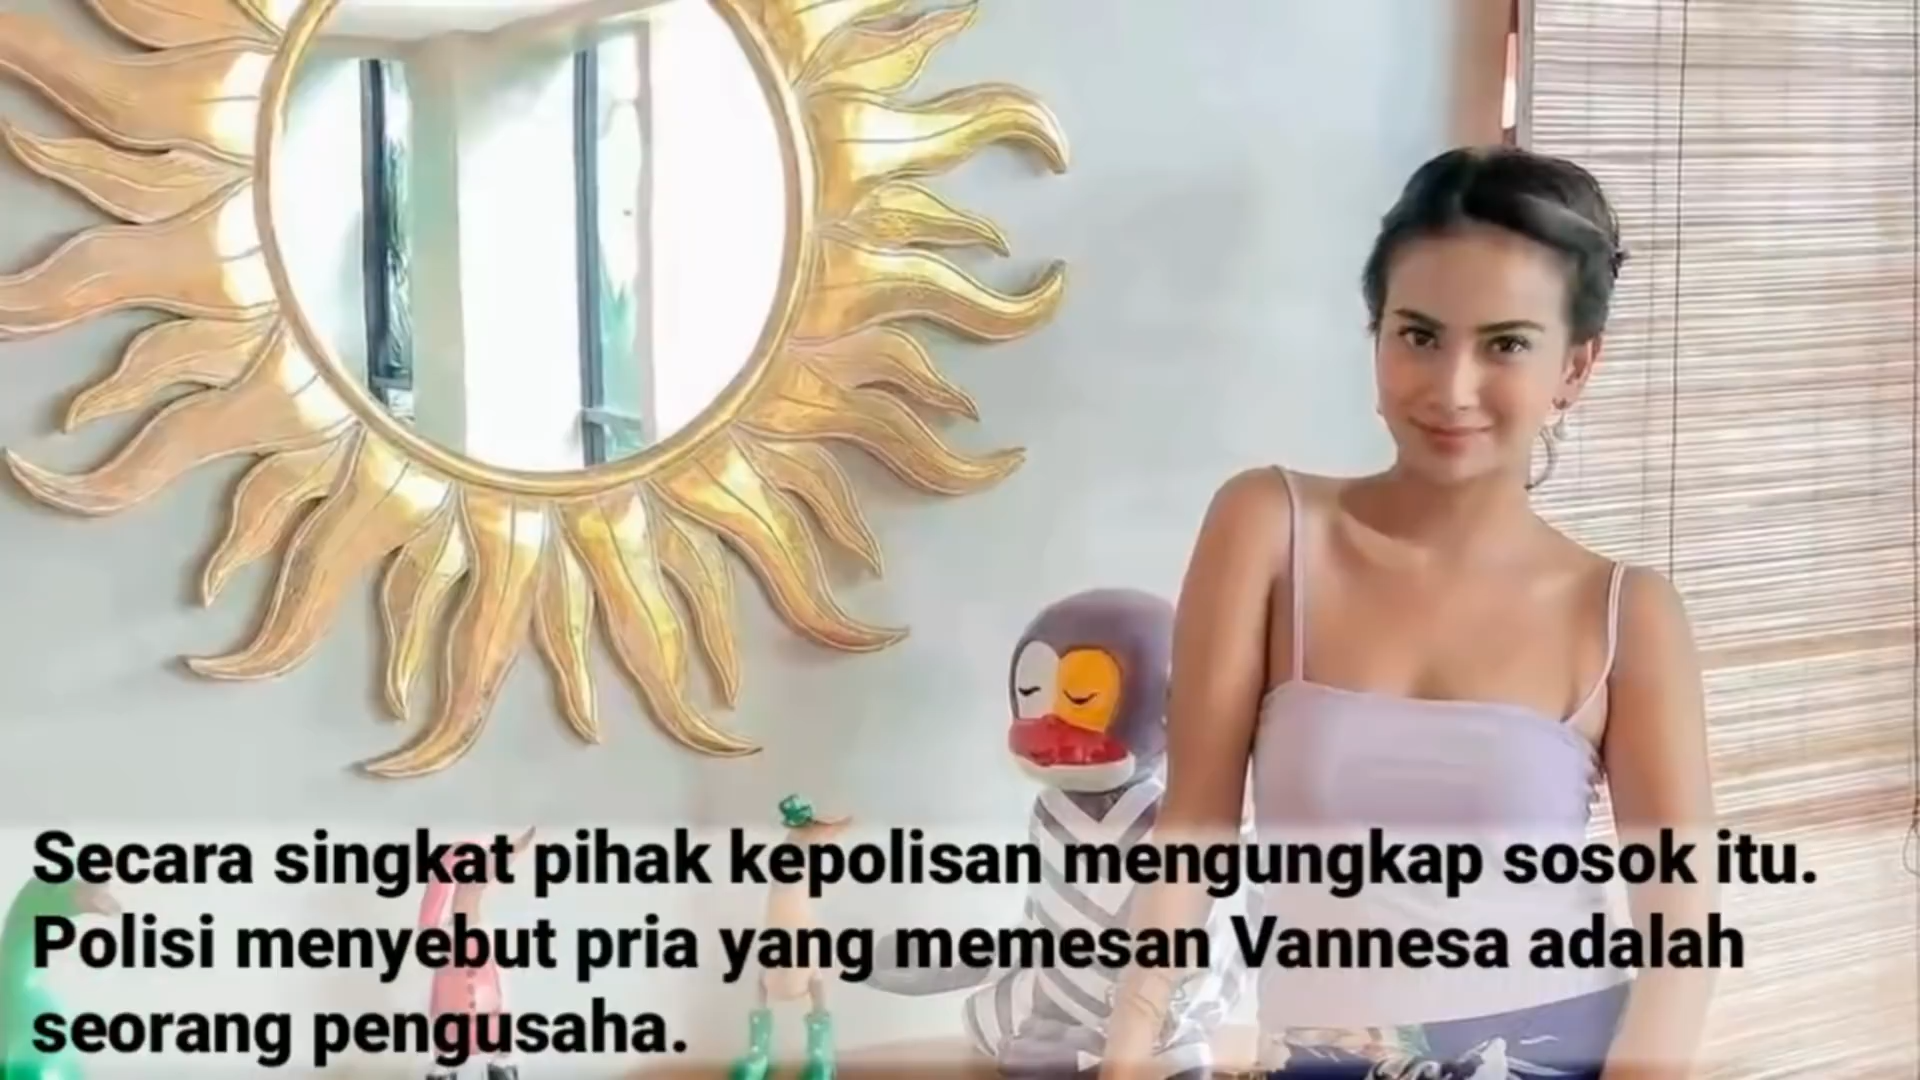 Secara singkat pihak kepolisan mengungkap sosok itu.
Polisi menyebut pria yang memesan Vannesa adalah
seorang pengusaha.